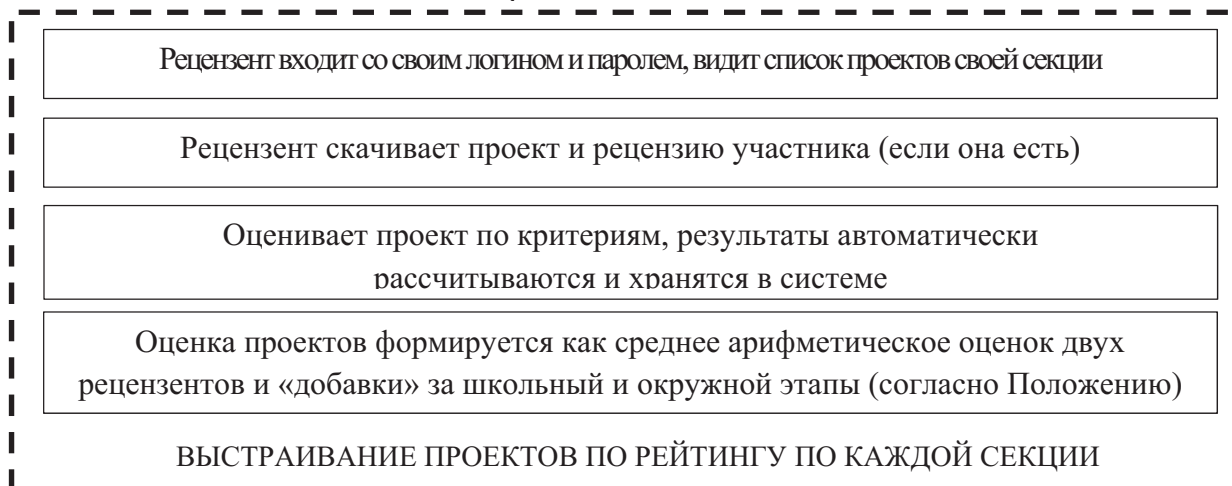 Рецензент входит со своим логином и паролем, видит список проектов своей секции
Рецензент скачивает проект и рецензию участника (если она есть)
Оценивает проект по критериям, результаты автоматически
рассчитываются и хранятся в системе
Оценка проектов формируется как среднее арифметическое оценок двух
рецензентов и «добавки» за школьный и окружной этапы (согласно Положению)
ВЫСТРАИВАНИЕ ПРОЕКТОВ ПО РЕЙТИНГУ ПО КАЖДОЙ СЕКЦИИ